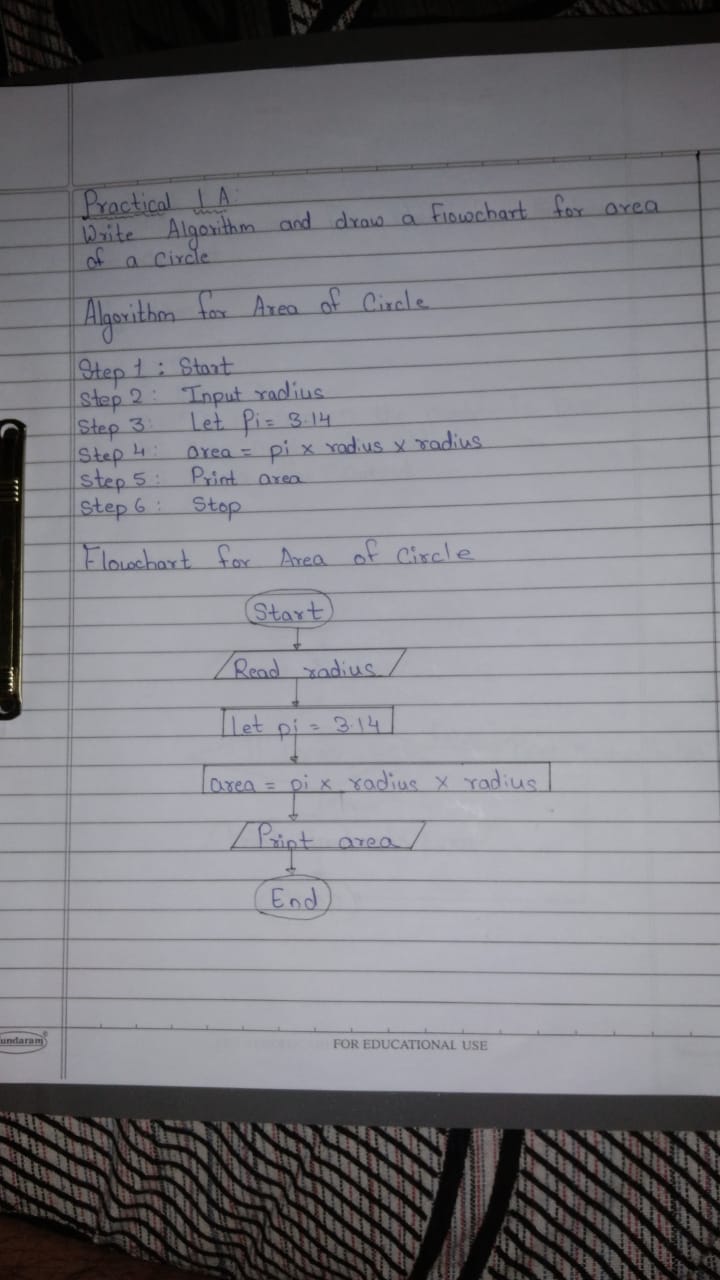 Practical 1 A:
Write Algorithm and draw a Flowchart for area
of a circle
Algorithm for Area of Circle
Step 1 : Start
Step 2 : Input radius
Step 3 : Let Pi = 3.14
Step 4 : area = pi x radius x radius
Step 5 : Print area
Step 6 : Stop
Flowchart for Area of Circle
Start
Read radius
let pi = 3.14
area = pi x radius x radius
Print area
End
undaram
FOR EDUCATIONAL USE